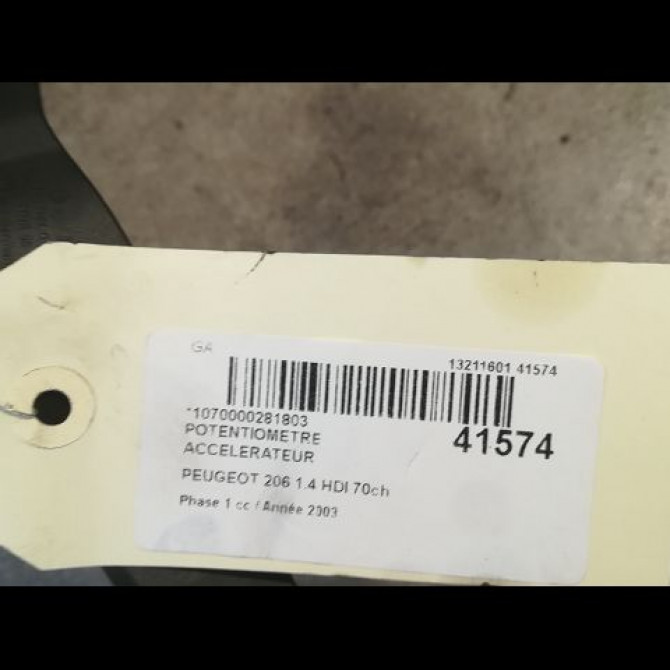 GA
13211601 41574
*1070000281803
41574
POTENTIOMETRE
ACCELERATEUR
PEUGEOT 206 1.4 HDI 70ch
Phase 1 cc / Année 2003